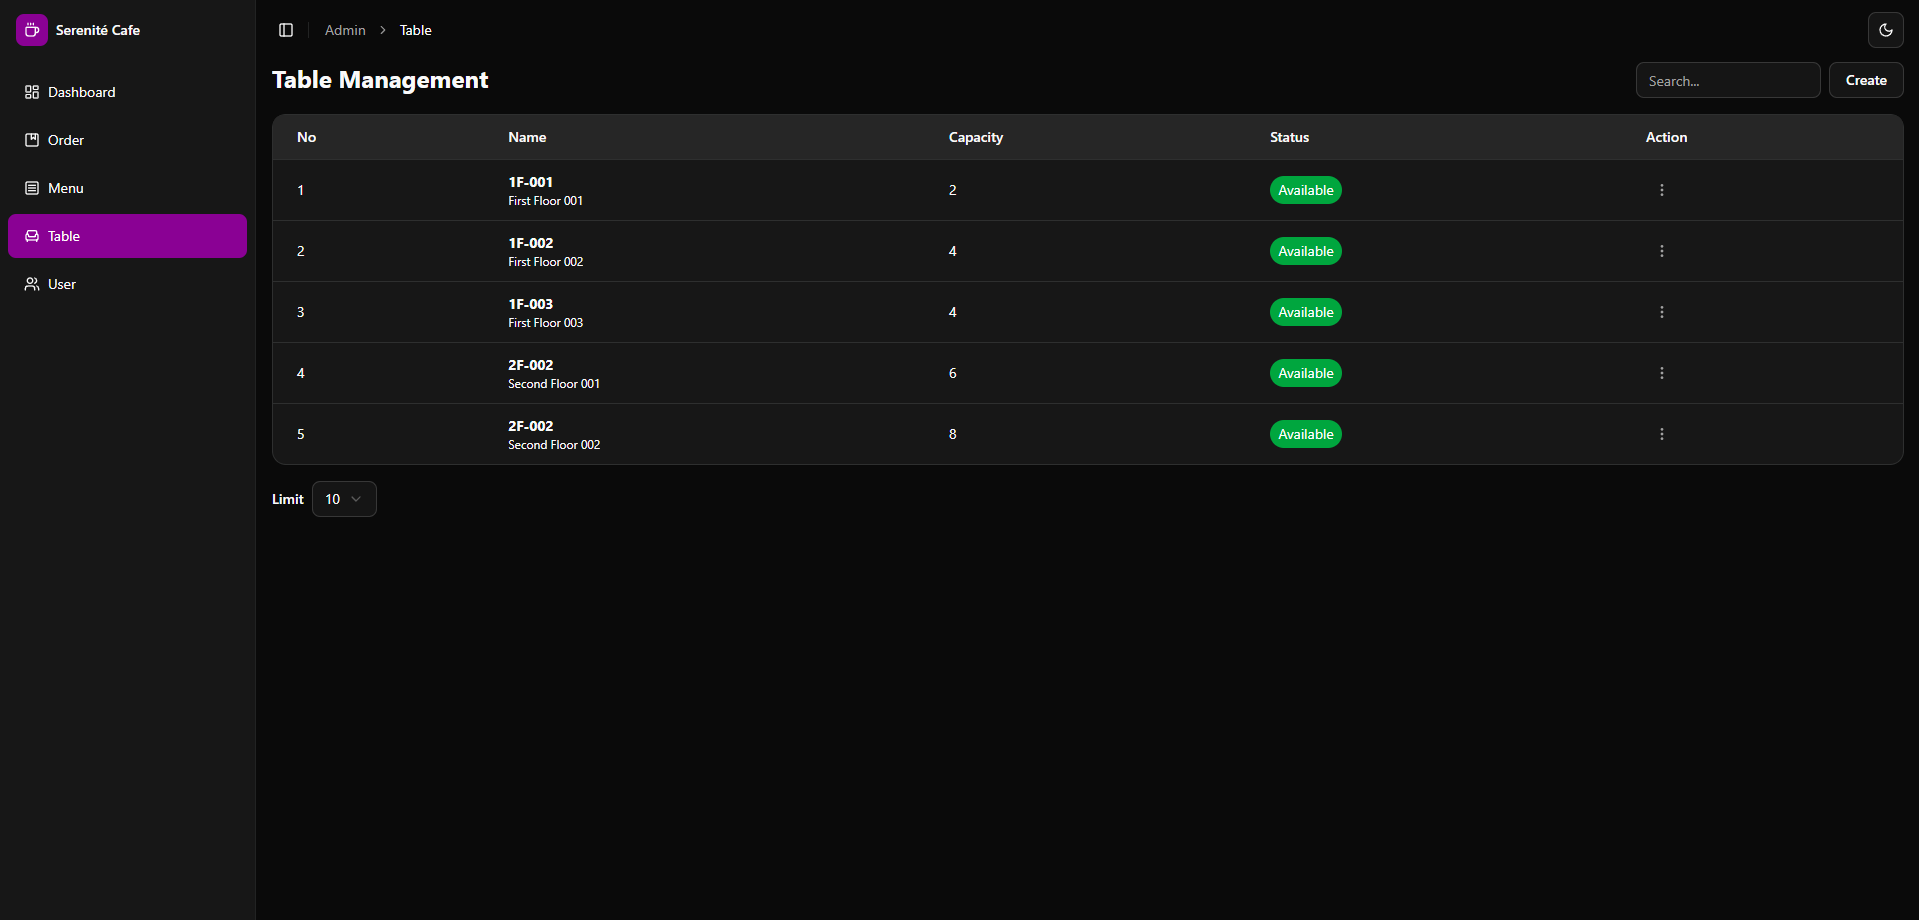 Serenité Cafe
Dashboard
Order
Menu
Table
User
Admin > Table
Table Management
Search...
Create
No Name Capacity Status Action
1 1F-001 2 Available
First Floor 001
2 1F-002 4 Available
First Floor 002
3 1F-003 4 Available
First Floor 003
4 2F-002 6 Available
Second Floor 001
5 2F-002 8 Available
Second Floor 002
Limit 10